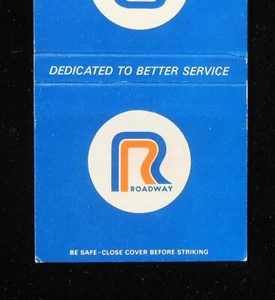 DEDICATED TO BETTER SERVICE
R
ROADWAY
BE SAFE-CLOSE COVER BEFORE STRIKING